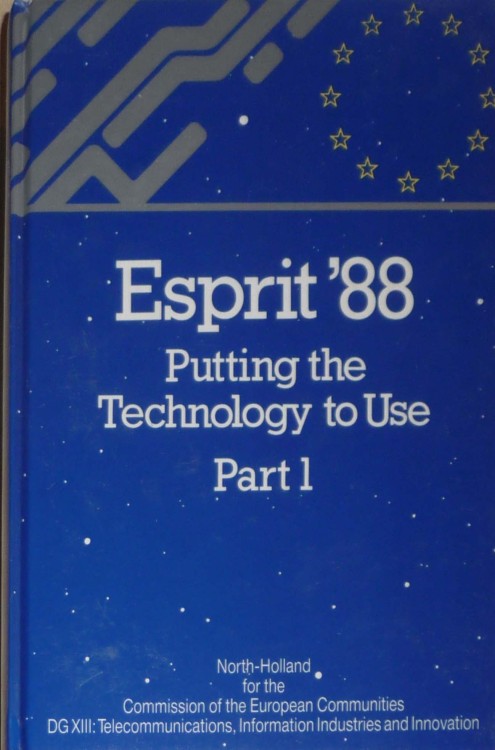 Esprit '88
Putting the
Technology to Use
Part 1
North-Holland
for the
Commission of the European Communities
DG XIII: Telecommunications, Information Industries and Innovation